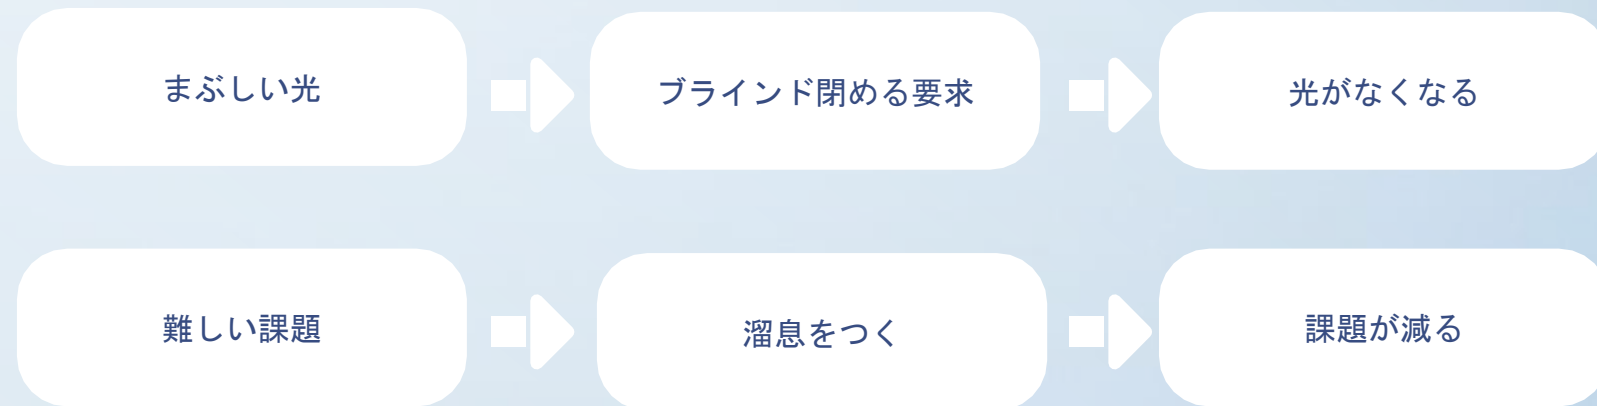 まぶしい光
ブラインド閉める要求
光がなくなる
難しい課題
溜息をつく
課題が減る